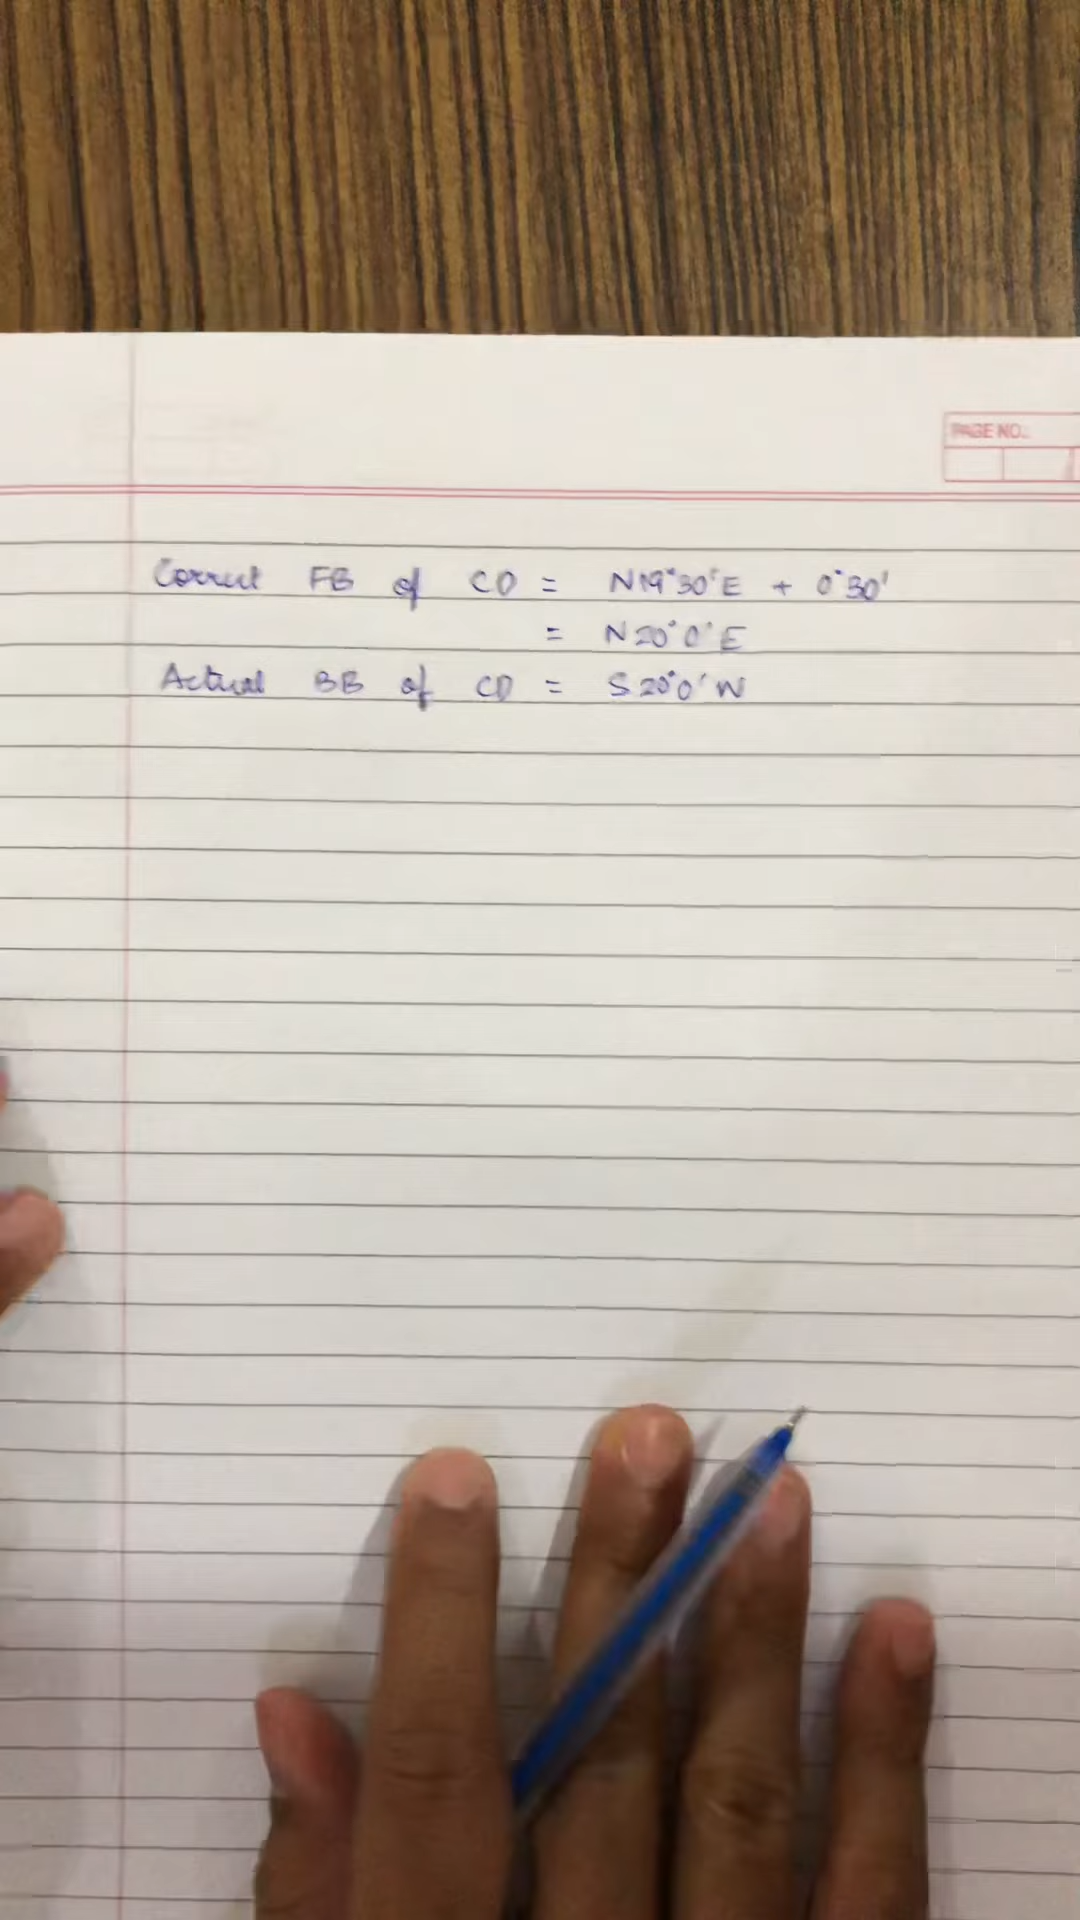 PAGE NO.:
Correct FB of CD = N19°30'E + 0°30'
= N20°0'E
Actual BB of CD = S20°0'W